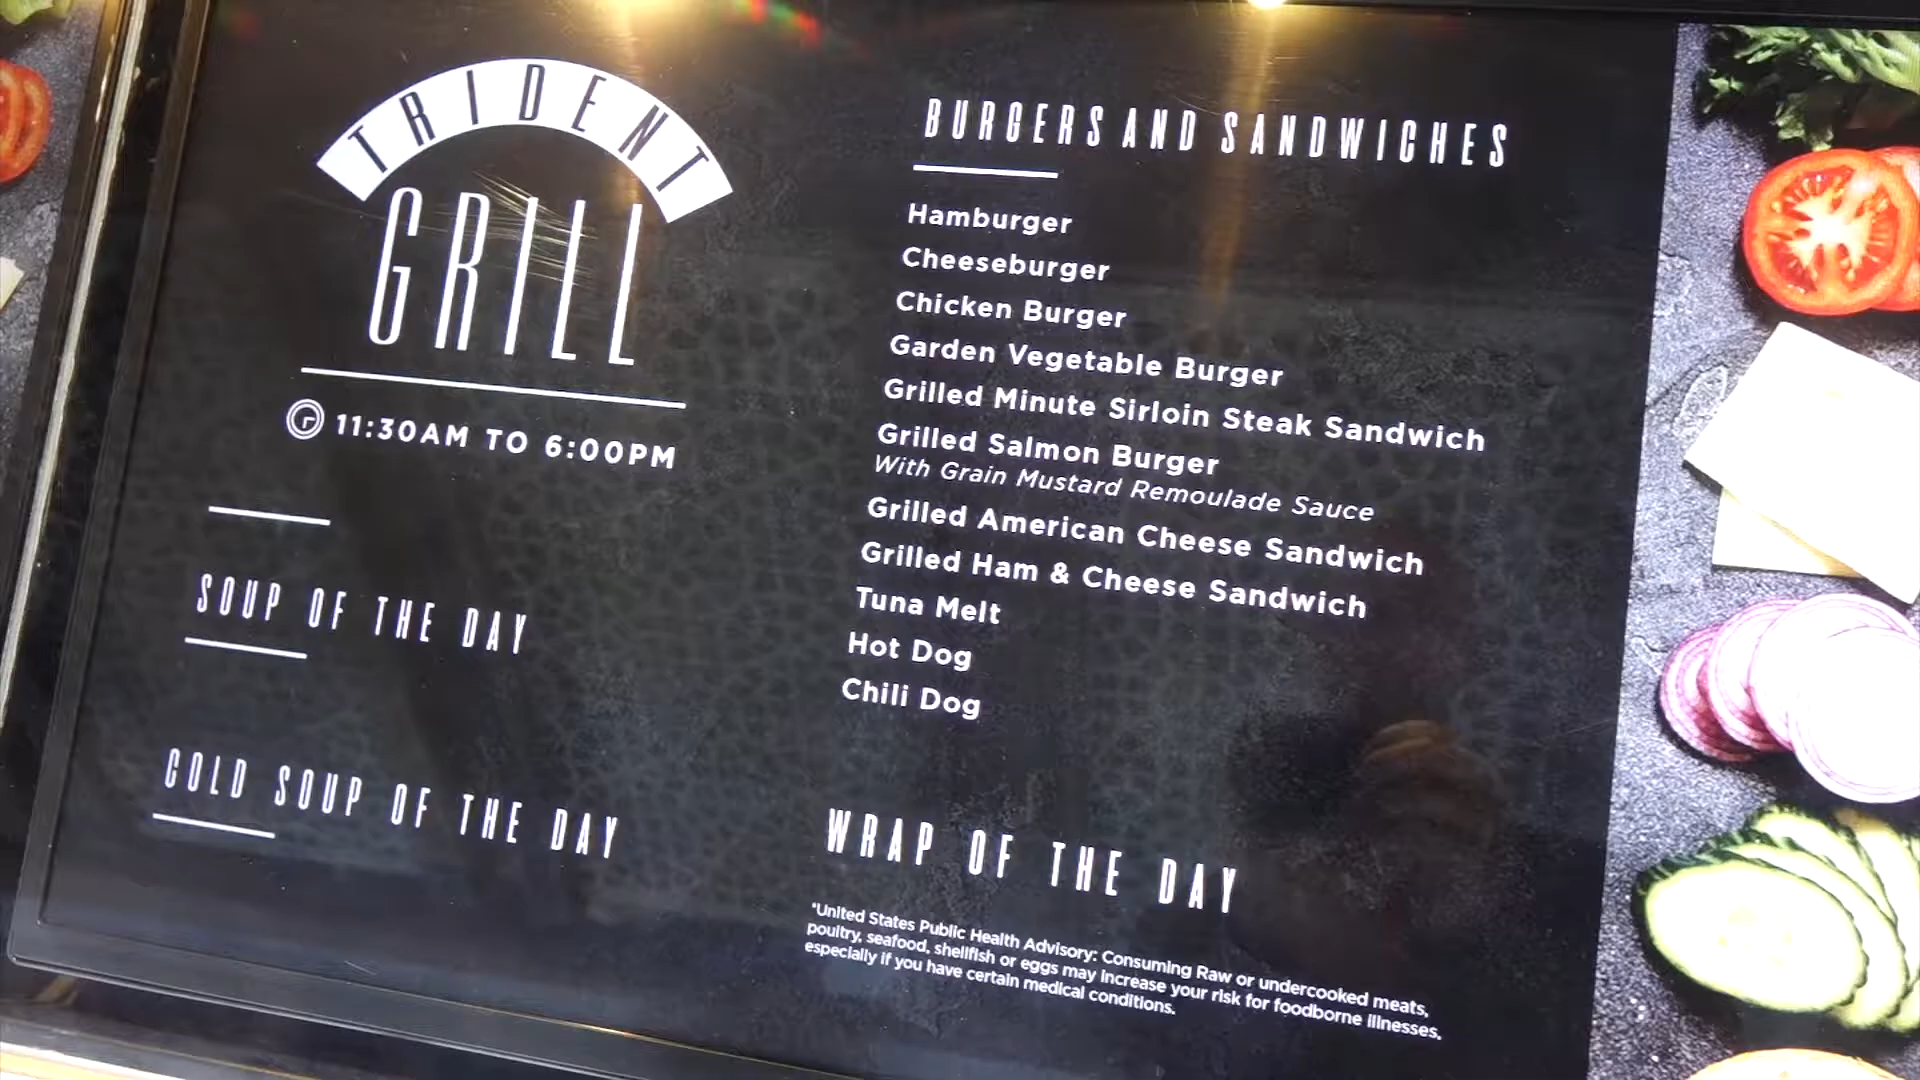 TRIDENT
GRILL
11:30AM TO 6:00PM
SOUP OF THE DAY
COLD SOUP OF THE DAY
BURGERS AND SANDWICHES
Hamburger
Cheeseburger
Chicken Burger
Garden Vegetable Burger
Grilled Minute Sirloin Steak Sandwich
Grilled Salmon Burger
With Grain Mustard Remoulade Sauce
Grilled American Cheese Sandwich
Grilled Ham & Cheese Sandwich
Tuna Melt
Hot Dog
Chili Dog
WRAP OF THE DAY
*United States Public Health Advisory: Consuming Raw or undercooked meats,
poultry, seafood, shellfish or eggs may increase your risk for foodborne illnesses,
especially if you have certain medical conditions.